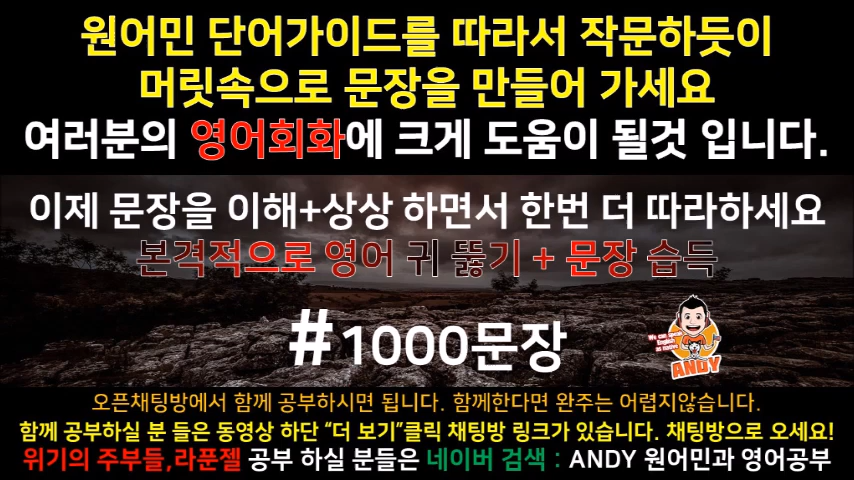 원어민 단어가이드를 따라서 작문하듯이
머릿속으로 문장을 만들어 가세요
여러분의 영어회화에 크게 도움이 될것 입니다.
이제 문장을 이해+상상 하면서 한번 더 따라하세요
본격적으로 영어 귀 뚫기 + 문장 습득
#1000문장
We can speak
English
as Native
ANDY
오픈채팅방에서 함께 공부하시면 됩니다. 함께한다면 완주는 어렵지않습니다.
함께 공부하실 분 들은 동영상 하단 “더 보기”클릭 채팅방 링크가 있습니다. 채팅방으로 오세요!
위기의 주부들,라푼젤 공부 하실 분들은 네이버 검색 : ANDY 원어민과 영어공부